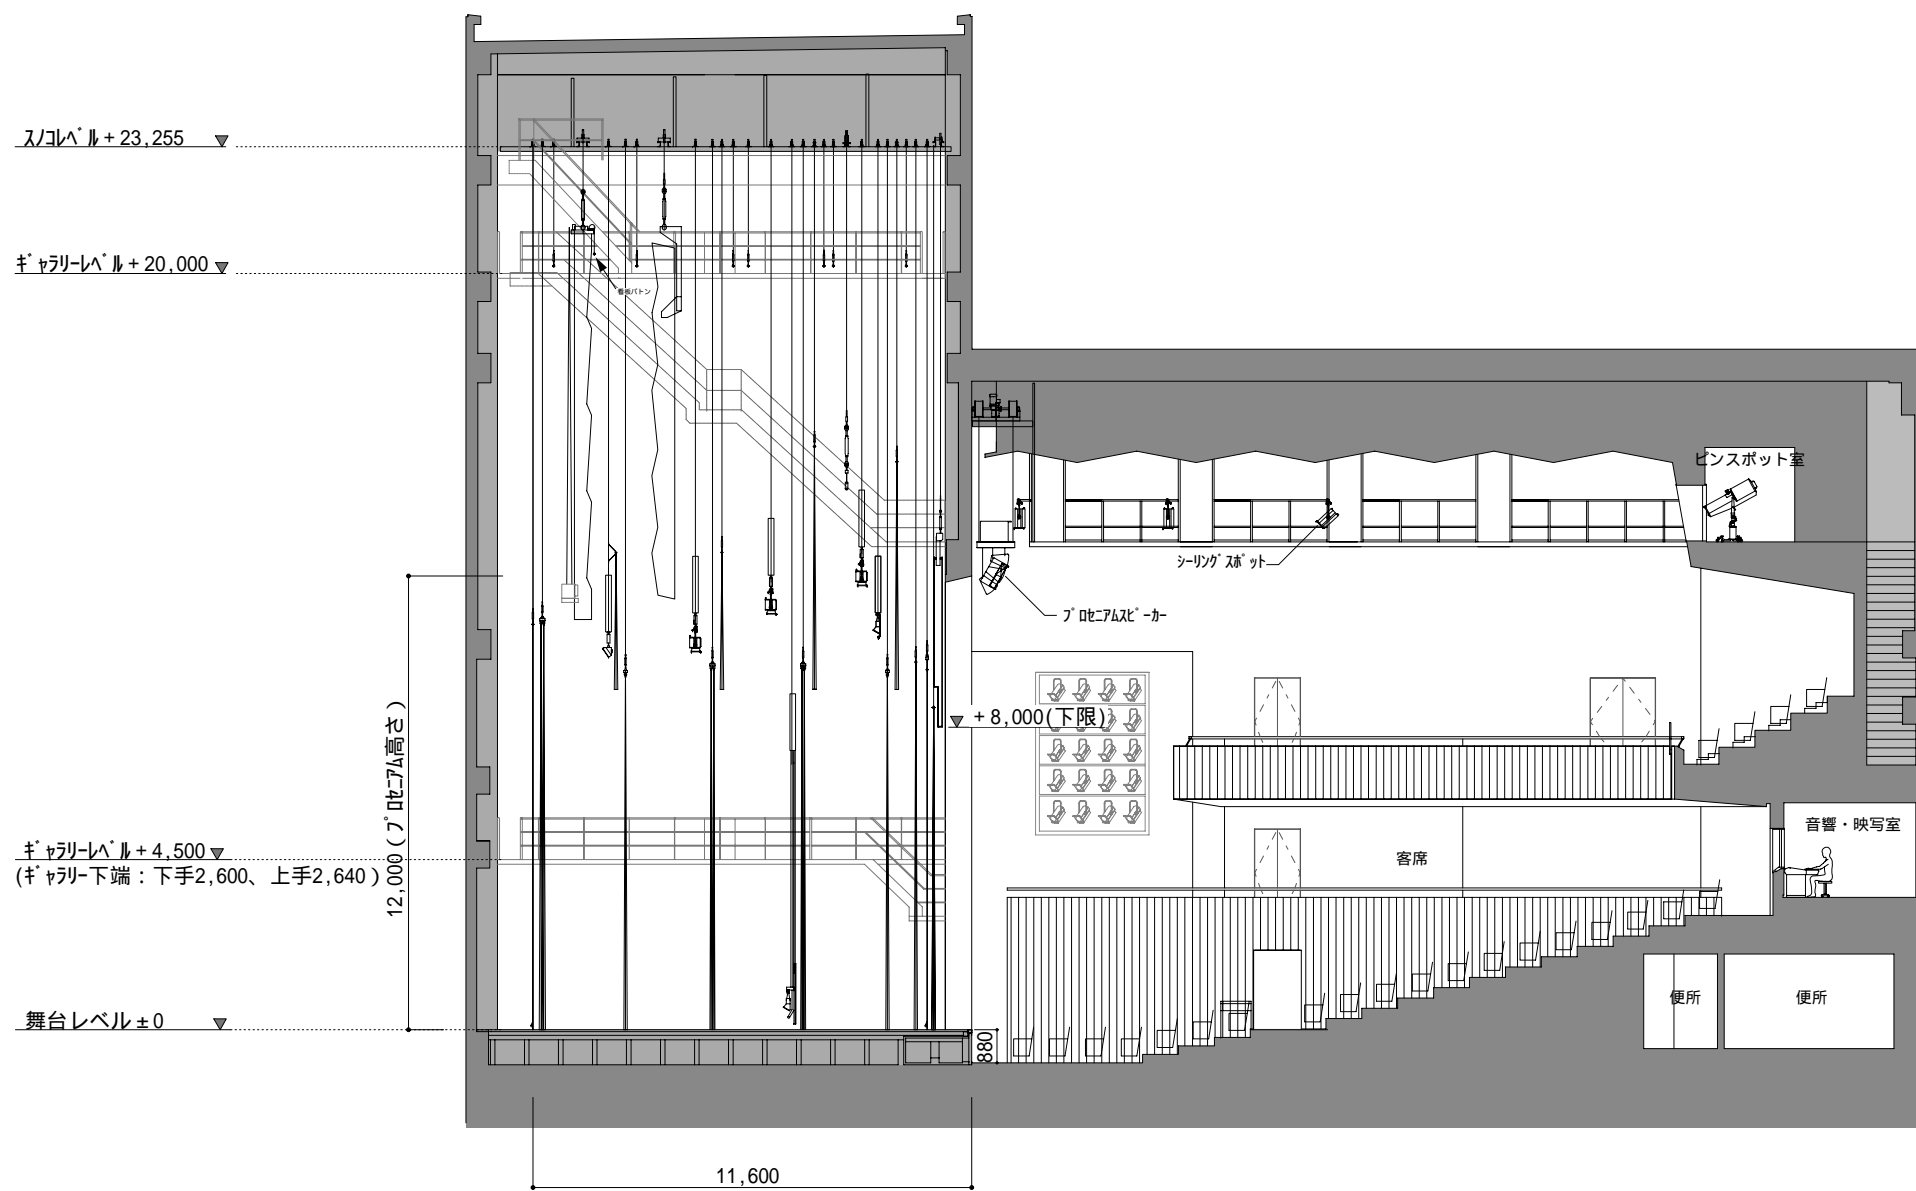 スノコレベル+23,255
ギャラリーレベル+20,000
看板バトン
ピンスポット室
シーリングスポット
プロセニアムスピーカー
+8,000(下限)
12,000(プロセニアム高さ)
ギャラリーレベル+4,500
(ギャラリー下端:下手2,600、上手2,640)
音響・映写室
客席
便所
便所
舞台レベル±0
880
11,600